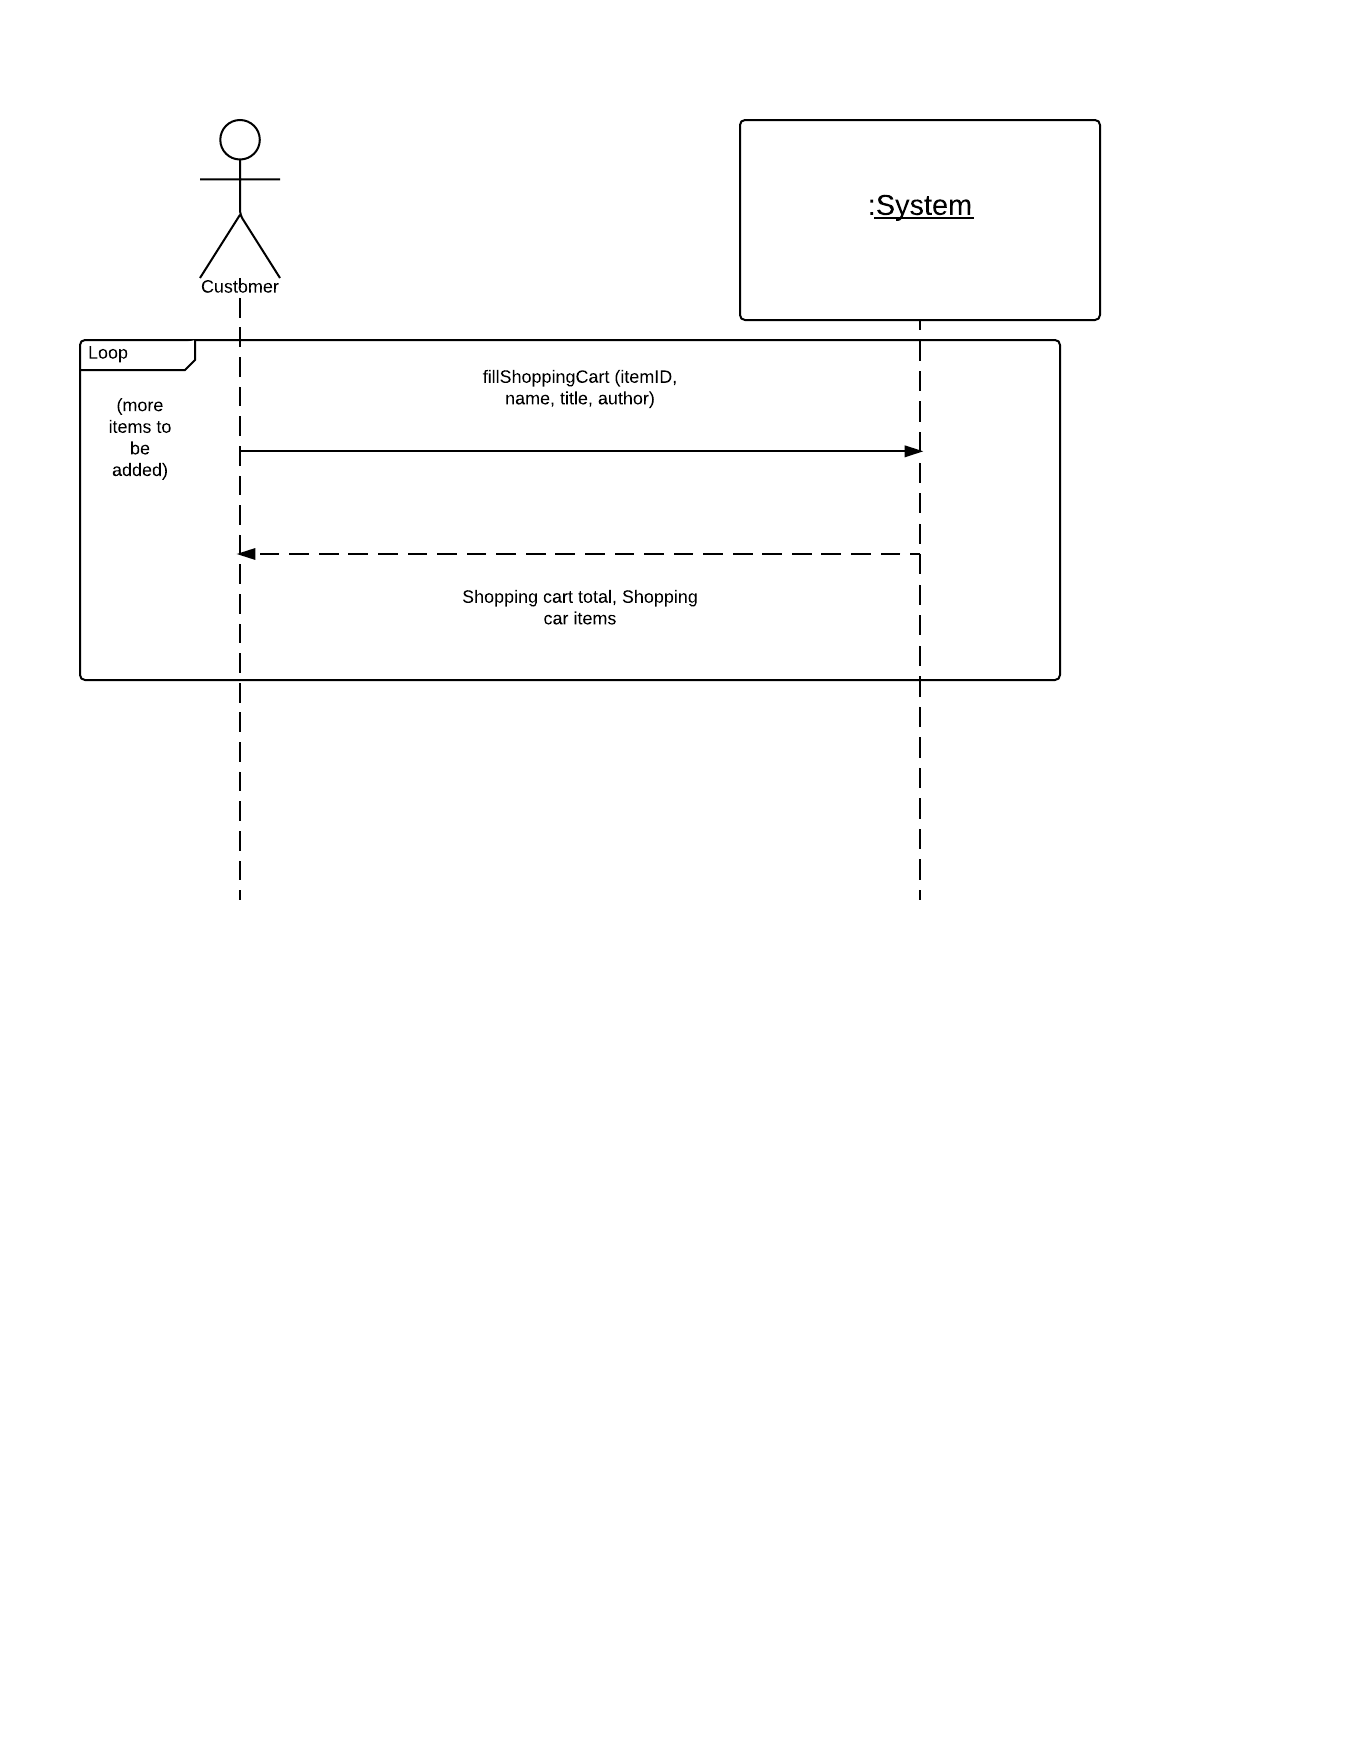 :System
Customer
Loop
fillShoppingCart (itemID,
name, title, author)
(more
items to
be
added)
Shopping cart total, Shopping
car items